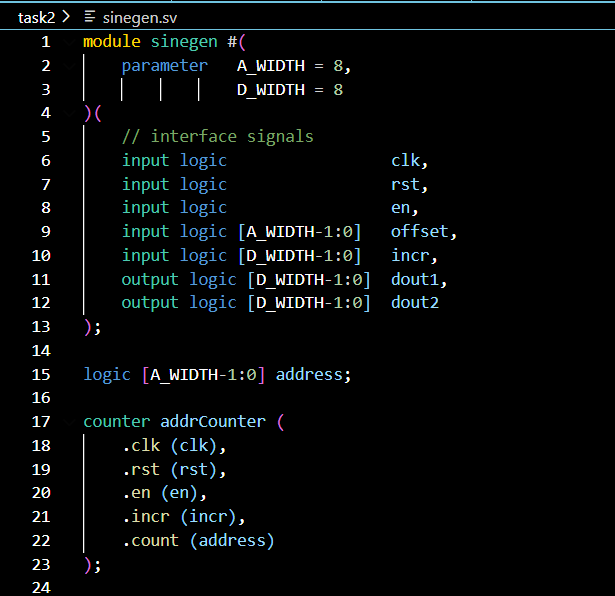 task2 > sinegen.sv
1 module sinegen #(
2     parameter   A_WIDTH = 8,
3                 D_WIDTH = 8
4 )(
5     // interface signals
6     input logic                 clk,
7     input logic                 rst,
8     input logic                 en,
9     input logic [A_WIDTH-1:0]   offset,
10     input logic [D_WIDTH-1:0]   incr,
11     output logic [D_WIDTH-1:0]  dout1,
12     output logic [D_WIDTH-1:0]  dout2
13 );
14
15 logic [A_WIDTH-1:0] address;
16
17 counter addrCounter (
18     .clk (clk),
19     .rst (rst),
20     .en (en),
21     .incr (incr),
22     .count (address)
23 );
24